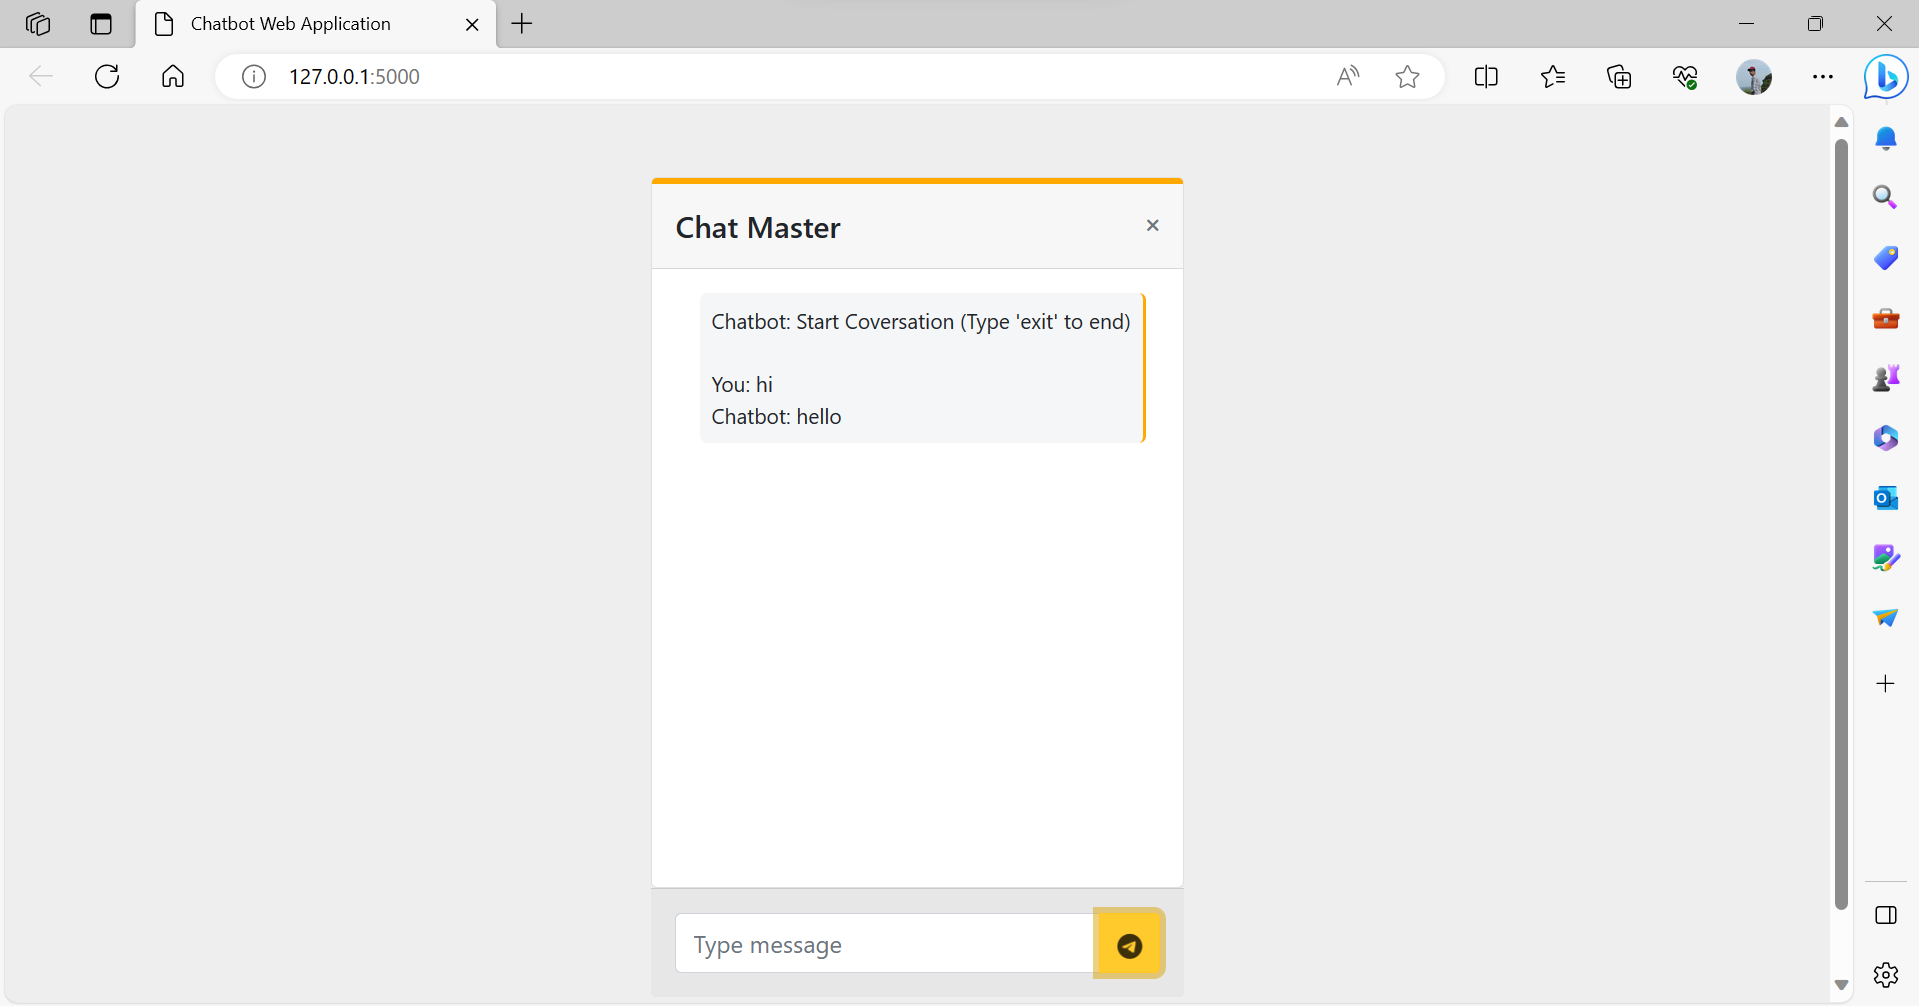 Chatbot Web Application
127.0.0.1:5000
Chat Master
Chatbot: Start Coversation (Type 'exit' to end)
You: hi
Chatbot: hello
Type message